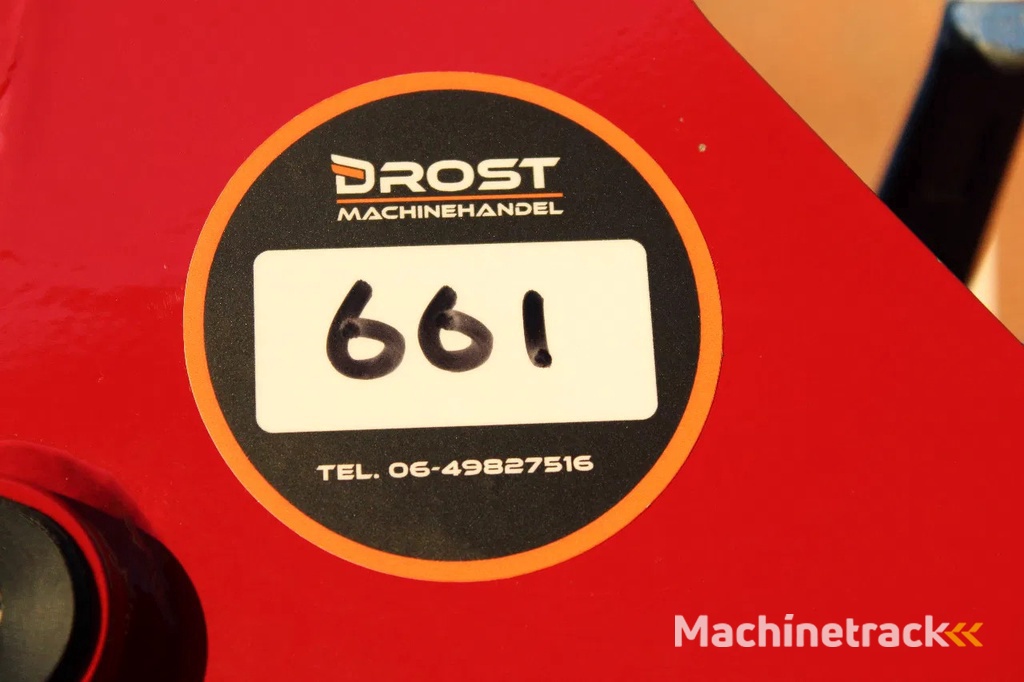 DROST
MACHINEHANDEL
661
TEL. 06-49827516
Machinetrack